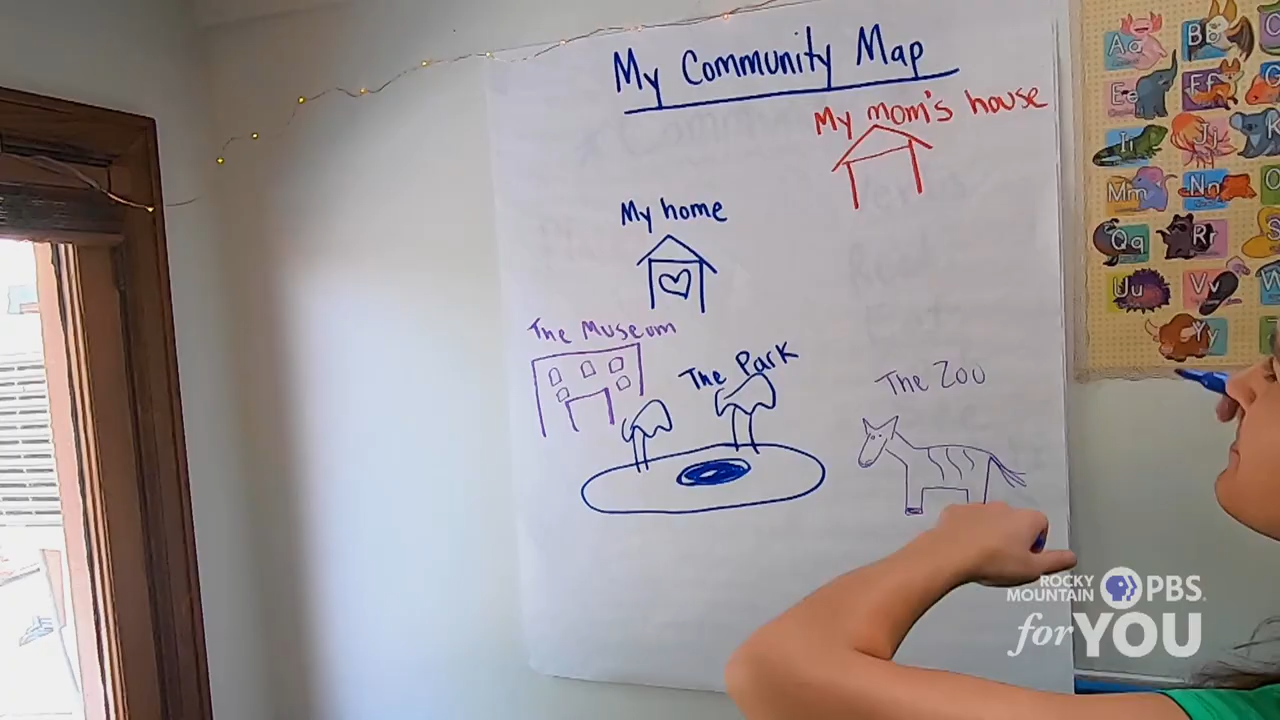 My Community Map
My mom's house
My home
The Museum
The Park
The Zoo
Aa
Bb
Ee
Ff
Ii
Jj
K
Mm
Nn
O
Qq
Rr
S
Uu
Vv
W
Yy
ROCKY
MOUNTAIN PBS
for YOU